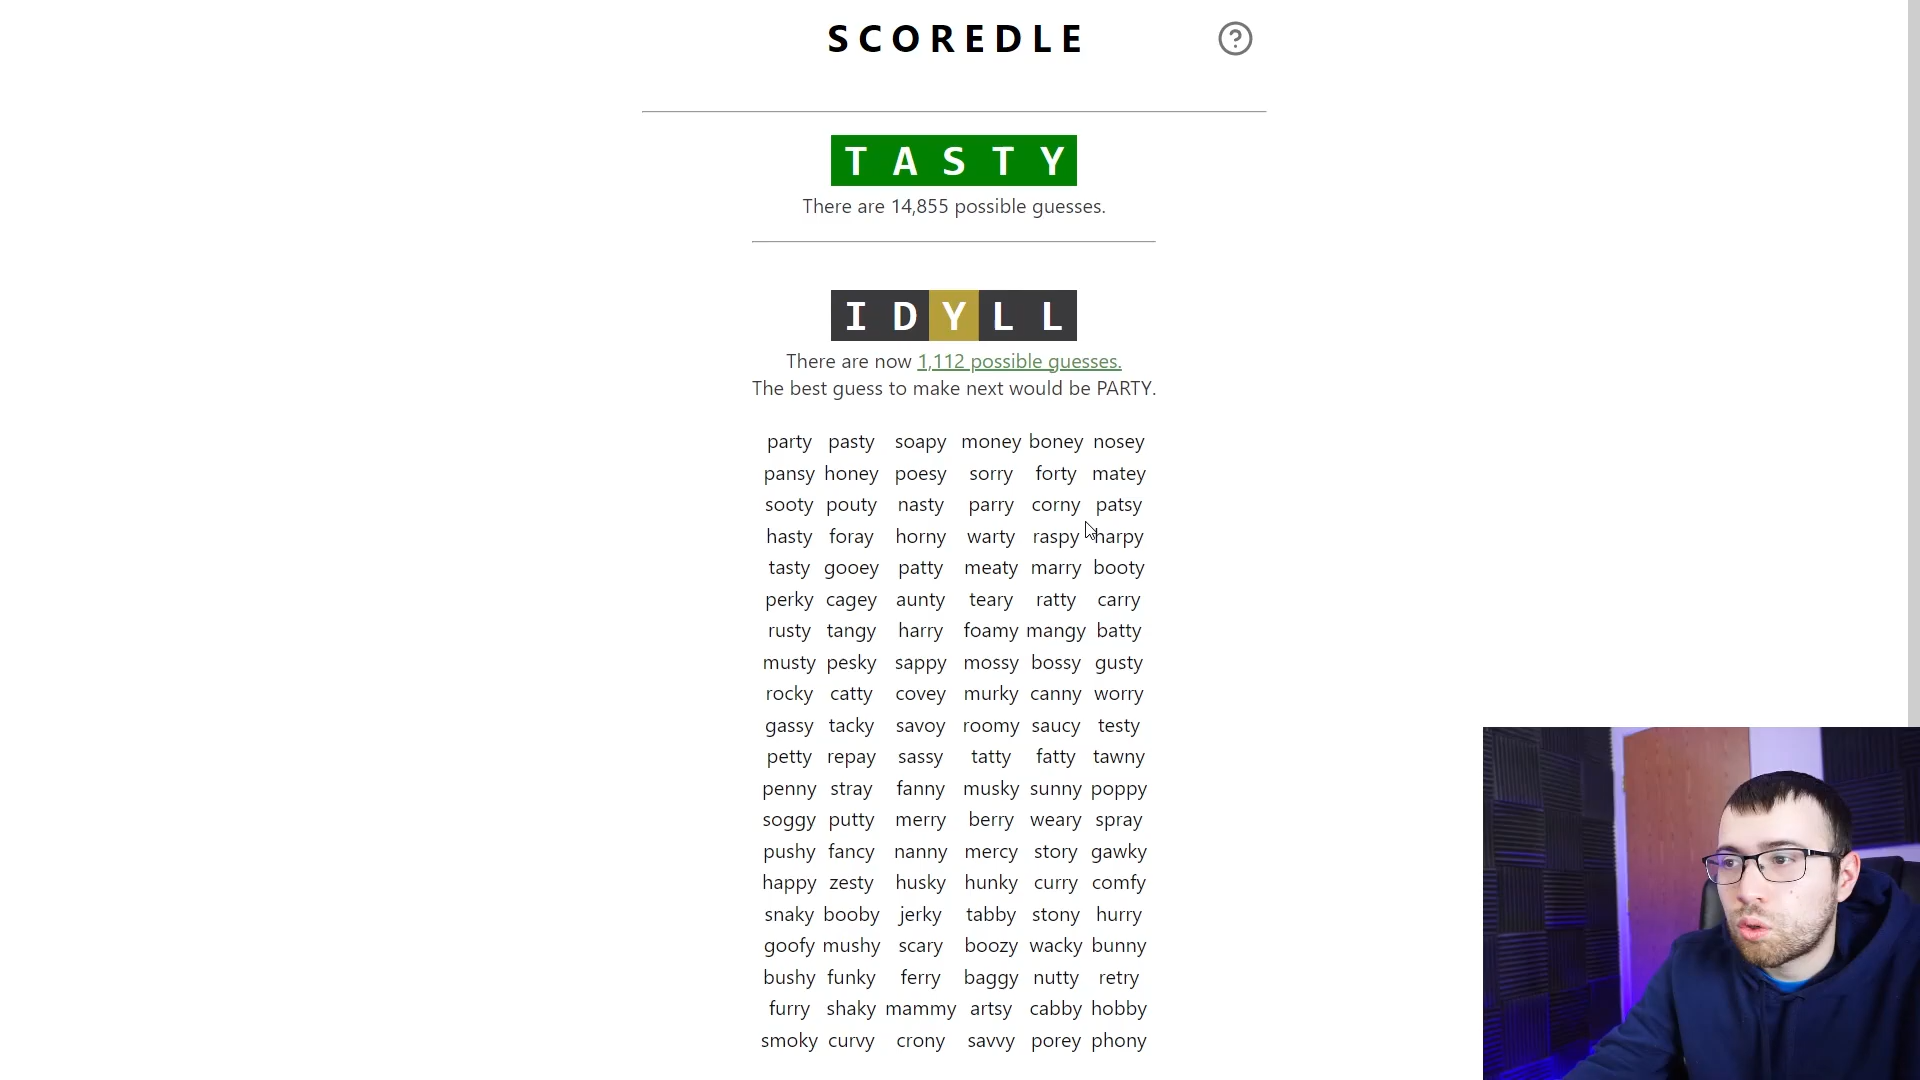 SCOREDLE
?
TASTY
There are 14,855 possible guesses.
IDYLL
There are now 1,112 possible guesses.
The best guess to make next would be PARTY.
party pasty soapy money boney nosey
pansy honey poesy sorry forty matey
sooty pouty nasty parry corny patsy
hasty foray horny warty raspy harpy
tasty gooey patty meaty marry booty
perky cagey aunty teary ratty carry
rusty tangy harry foamy mangy batty
musty pesky sappy mossy bossy gusty
rocky catty covey murky canny worry
gassy tacky savoy roomy saucy testy
petty repay sassy tatty fatty tawny
penny stray fanny musky sunny poppy
soggy putty merry berry weary spray
pushy fancy nanny mercy story gawky
happy zesty husky hunky curry comfy
snaky booby jerky tabby stony hurry
goofy mushy scary boozy wacky bunny
bushy funky ferry baggy nutty retry
furry shaky mammy artsy cabby hobby
smoky curvy crony savvy porey phony